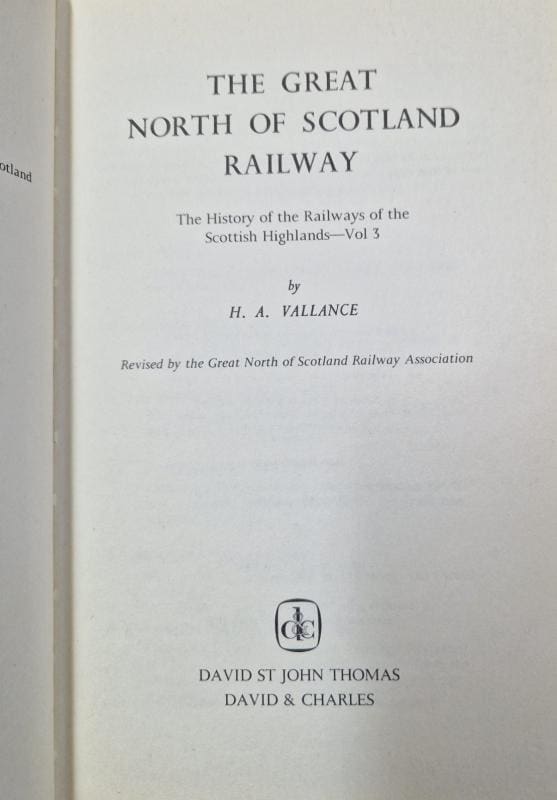 otland
THE GREAT
NORTH OF SCOTLAND
RAILWAY
The History of the Railways of the
Scottish Highlands—Vol 3
by
H. A. VALLANCE
Revised by the Great North of Scotland Railway Association
DAVID ST JOHN THOMAS
DAVID & CHARLES